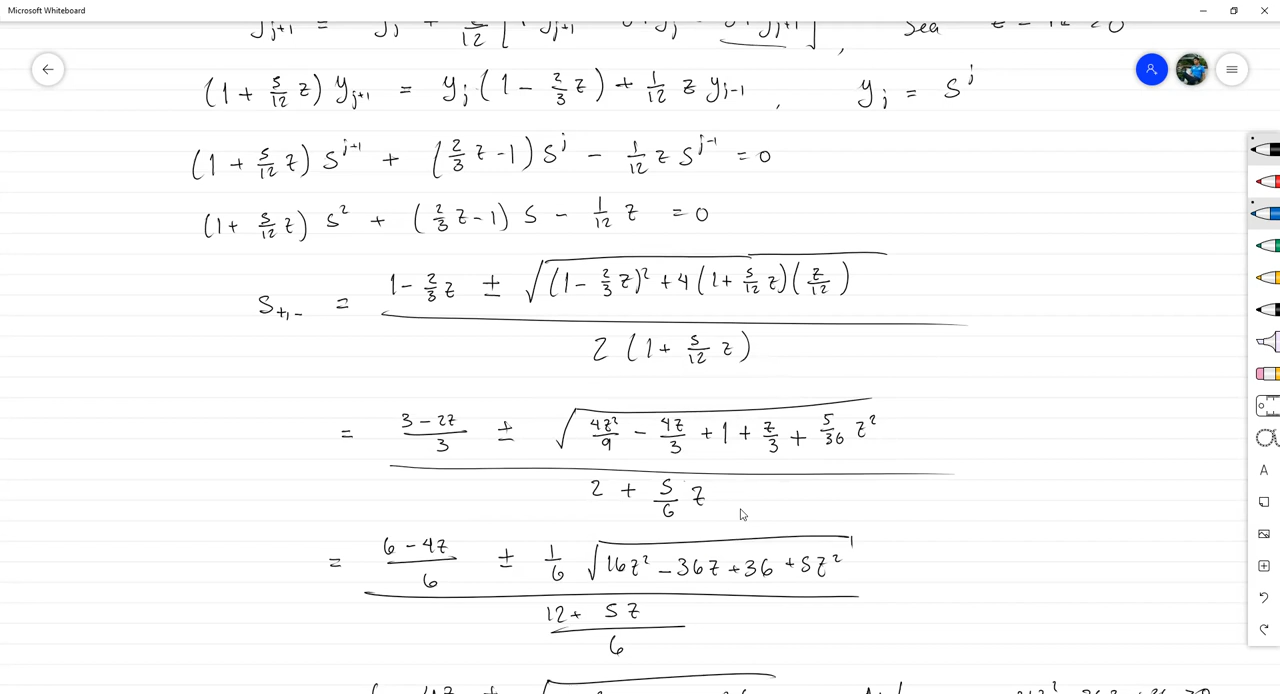 Microsoft Whiteboard
Sea
(1 + 5/12 z) y_{j+1} = y_j (1 - 2/3 z) + 1/12 z y_{j-1} , y_j = s^j
(1 + 5/12 z) s^{j+1} + (2/3 z - 1) s^j - 1/12 z s^{j-1} = 0
(1 + 5/12 z) s^2 + (2/3 z - 1) s - 1/12 z = 0
s_{+,-} = (1 - 2/3 z ± √((1 - 2/3 z)^2 + 4 (1 + 5/12 z)(z/12))) / (2 (1 + 5/12 z))
= ((3 - 2z)/3 ± √(4z^2/9 - 4z/3 + 1 + z/3 + 5/36 z^2)) / (2 + 5/6 z)
= ((6 - 4z)/6 ± 1/6 √(16z^2 - 36z + 36 + 5z^2)) / ((12 + 5z)/6)